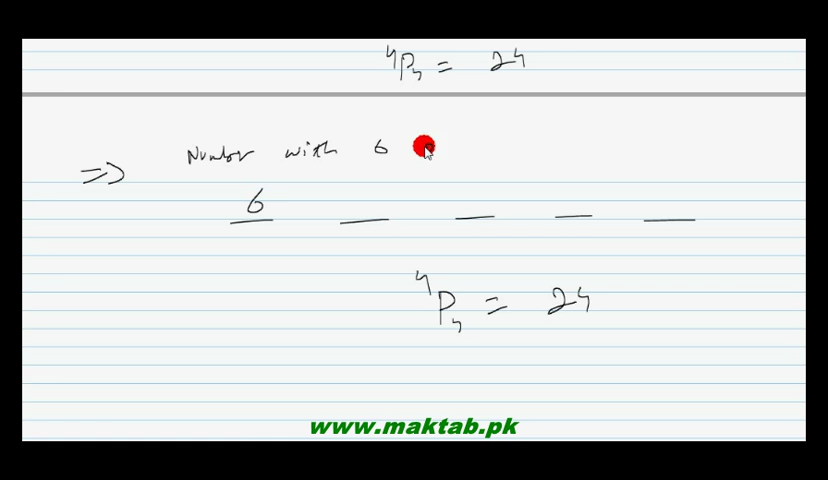 ⁴P₄ = 24
=> Number with 6
6 __ __ __ __
⁴P₄ = 24
www.maktab.pk